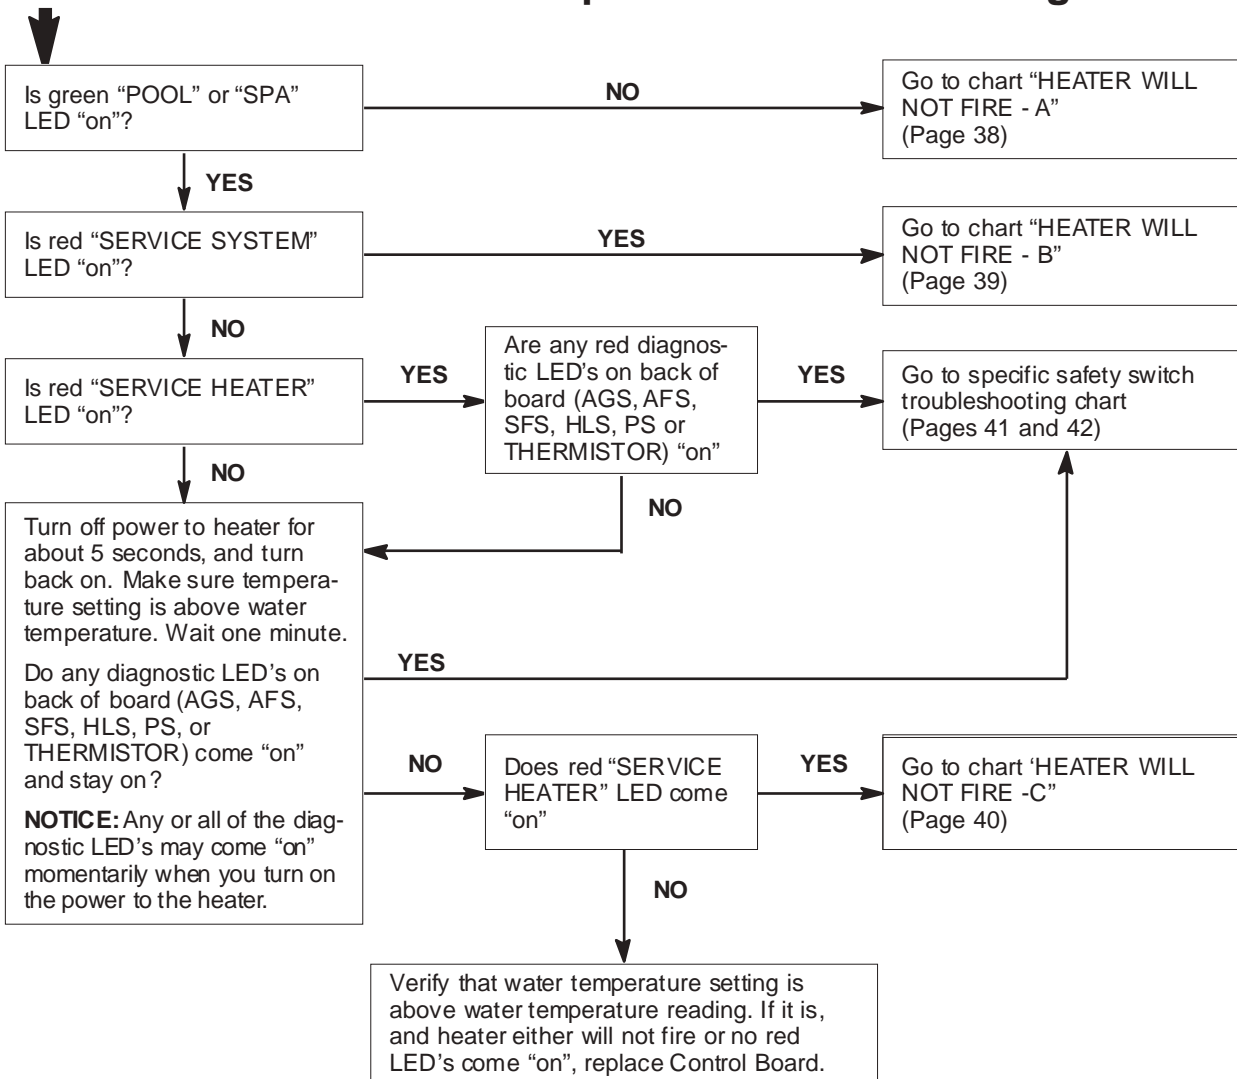 Is green “POOL” or “SPA”
LED “on”?
NO
Go to chart “HEATER WILL
NOT FIRE - A”
(Page 38)
YES
Is red “SERVICE SYSTEM”
LED “on”?
YES
Go to chart “HEATER WILL
NOT FIRE - B”
(Page 39)
NO
Is red “SERVICE HEATER”
LED “on”?
YES
Are any red diagnos-
tic LED’s on back of
board (AGS, AFS,
SFS, HLS, PS or
THERMISTOR) “on”
YES
Go to specific safety switch
troubleshooting chart
(Pages 41 and 42)
NO
NO
Turn off power to heater for
about 5 seconds, and turn
back on. Make sure tempera-
ture setting is above water
temperature. Wait one minute.
Do any diagnostic LED’s on
back of board (AGS, AFS,
SFS, HLS, PS, or
THERMISTOR) come “on”
and stay on?
NOTICE: Any or all of the diag-
nostic LED’s may come “on”
momentarily when you turn on
the power to the heater.
YES
NO
Does red “SERVICE
HEATER” LED come
“on”
YES
Go to chart ‘HEATER WILL
NOT FIRE -C”
(Page 40)
NO
Verify that water temperature setting is
above water temperature reading. If it is,
and heater either will not fire or no red
LED’s come “on”, replace Control Board.